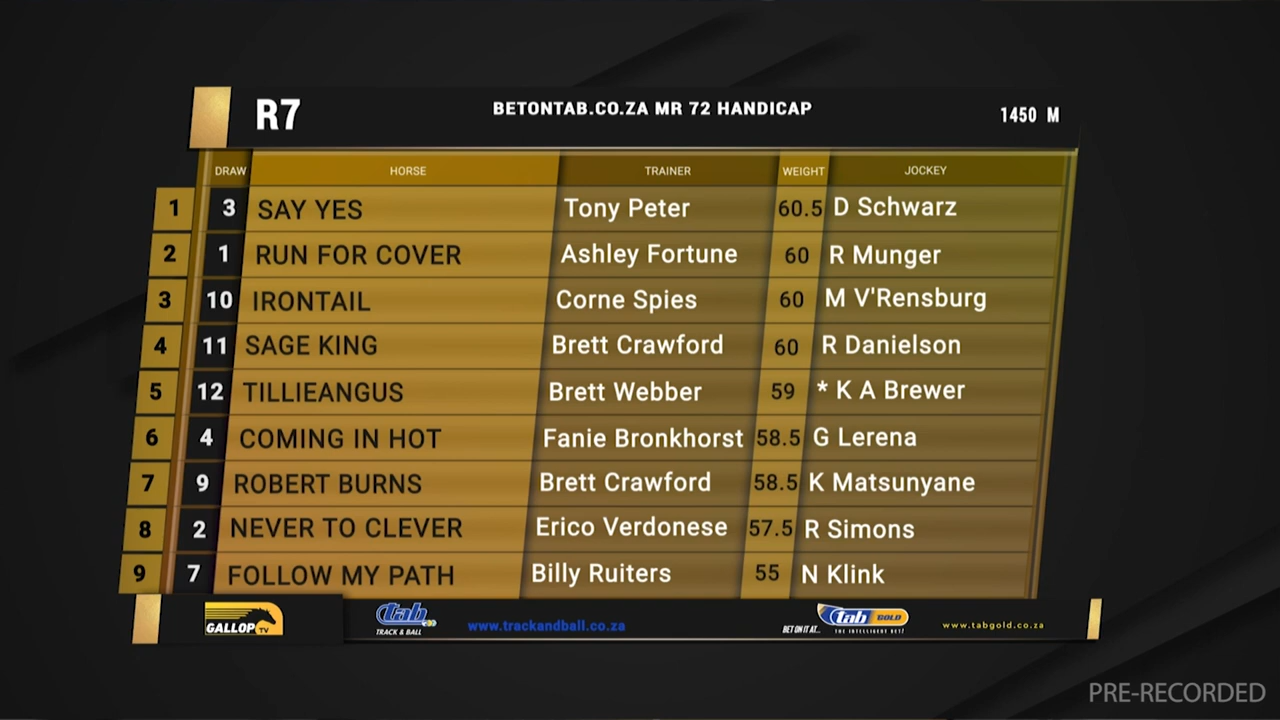 R7 BETONTAB.CO.ZA MR 72 HANDICAP 1450 M
DRAW HORSE TRAINER WEIGHT JOCKEY
1 3 SAY YES Tony Peter 60.5 D Schwarz
2 1 RUN FOR COVER Ashley Fortune 60 R Munger
3 10 IRONTAIL Corne Spies 60 M V'Rensburg
4 11 SAGE KING Brett Crawford 60 R Danielson
5 12 TILLIEANGUS Brett Webber 59 * K A Brewer
6 4 COMING IN HOT Fanie Bronkhorst 58.5 G Lerena
7 9 ROBERT BURNS Brett Crawford 58.5 K Matsunyane
8 2 NEVER TO CLEVER Erico Verdonese 57.5 R Simons
9 7 FOLLOW MY PATH Billy Ruiters 55 N Klink
GALLOP TV
tab
TRACK & BALL
www.trackandball.co.za
BET ON IT AT...
tab GOLD
THE INTELLIGENT BET!
www.tabgold.co.za
PRE-RECORDED